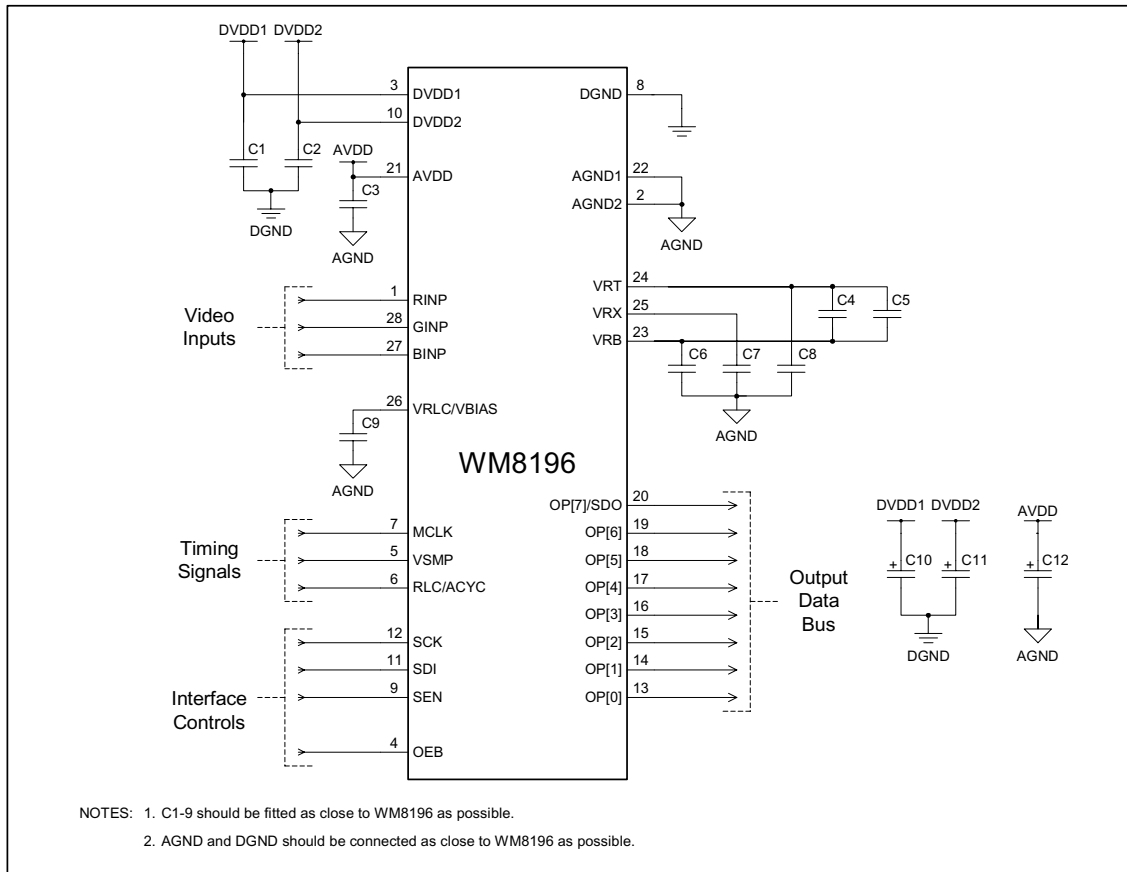 DVDD1 DVDD2
3 DVDD1
10 DVDD2
C1 C2
DGND
AVDD
21 AVDD
C3
AGND
8 DGND
22 AGND1
2 AGND2
AGND
Video
Inputs
1 RINP
28 GINP
27 BINP
24 VRT
25 VRX
23 VRB
C4 C5
C6 C7 C8
AGND
26 VRLC/VBIAS
C9
AGND
WM8196
Timing
Signals
7 MCLK
5 VSMP
6 RLC/ACYC
Interface
Controls
12 SCK
11 SDI
9 SEN
4 OEB
OP[7]/SDO 20
OP[6] 19
OP[5] 18
OP[4] 17
OP[3] 16
OP[2] 15
OP[1] 14
OP[0] 13
Output
Data
Bus
DVDD1 DVDD2 AVDD
+ C10 + C11 + C12
DGND AGND
NOTES: 1. C1-9 should be fitted as close to WM8196 as possible.
2. AGND and DGND should be connected as close to WM8196 as possible.